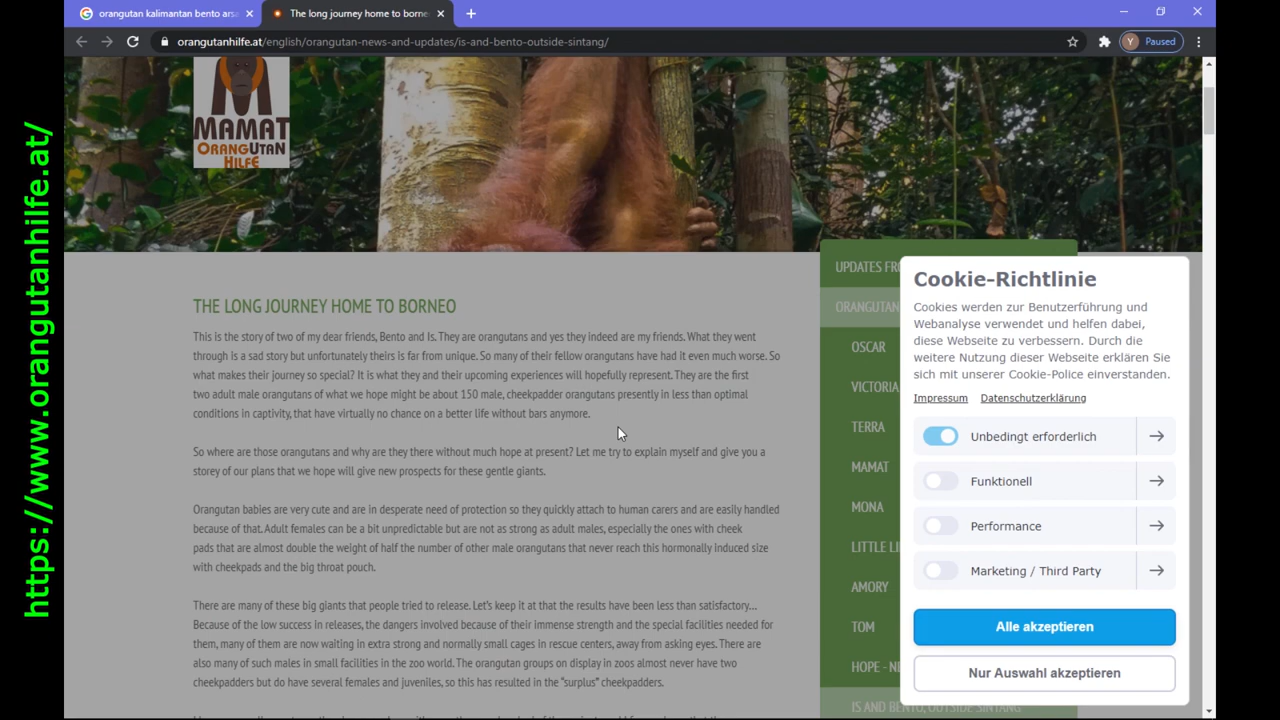 https://www.orangutanhilfe.at/
orangutan kalimantan bento arsa
The long journey home to borne
orangutanhilfe.at/english/orangutan-news-and-updates/is-and-bento-outside-sintang/
Y
Paused
MAMAT
ORANGUTAN
HILFE
THE LONG JOURNEY HOME TO BORNEO
This is the story of two of my dear friends, Bento and Is. They are orangutans and yes they indeed are my friends. What they went
through is a sad story but unfortunately theirs is far from unique. So many of their fellow orangutans have had it even much worse. So
what makes their journey so special? It is what they and their upcoming experiences will hopefully represent. They are the first
two adult male orangutans of what we hope might be about 150 male, cheekpadder orangutans presently in less than optimal
conditions in captivity, that have virtually no chance on a better life without bars anymore.
So where are those orangutans and why are they there without much hope at present? Let me try to explain myself and give you a
storey of our plans that we hope will give new prospects for these gentle giants.
Orangutan babies are very cute and are in desperate need of protection so they quickly attach to human carers and are easily handled
because of that. Adult females can be a bit unpredictable but are not as strong as adult males, especially the ones with cheek
pads that are almost double the weight of half the number of other male orangutans that never reach this hormonally induced size
with cheekpads and the big throat pouch.
There are many of these big giants that people tried to release. Let's keep it at that the results have been less than satisfactory...
Because of the low success in releases, the dangers involved because of their immense strength and the special facilities needed for
them, many of them are now waiting in extra strong and normally small cages in rescue centers, away from asking eyes. There are
also many of such males in small facilities in the zoo world. The orangutan groups on display in zoos almost never have two
cheekpadders but do have several females and juveniles, so this has resulted in the "surplus" cheekpadders.
UPDATES FR
ORANGUTAN
OSCAR
VICTORIA
TERRA
MAMAT
MONA
LITTLE LI
AMORY
TOM
HOPE - NE
IS AND BENTO, OUTSIDE SINTANG
Cookie-Richtlinie
Cookies werden zur Benutzerführung und
Webanalyse verwendet und helfen dabei,
diese Webseite zu verbessern. Durch die
weitere Nutzung dieser Webseite erklären Sie
sich mit unserer Cookie-Police einverstanden.
Impressum Datenschutzerklärung
Unbedingt erforderlich
Funktionell
Performance
Marketing / Third Party
Alle akzeptieren
Nur Auswahl akzeptieren